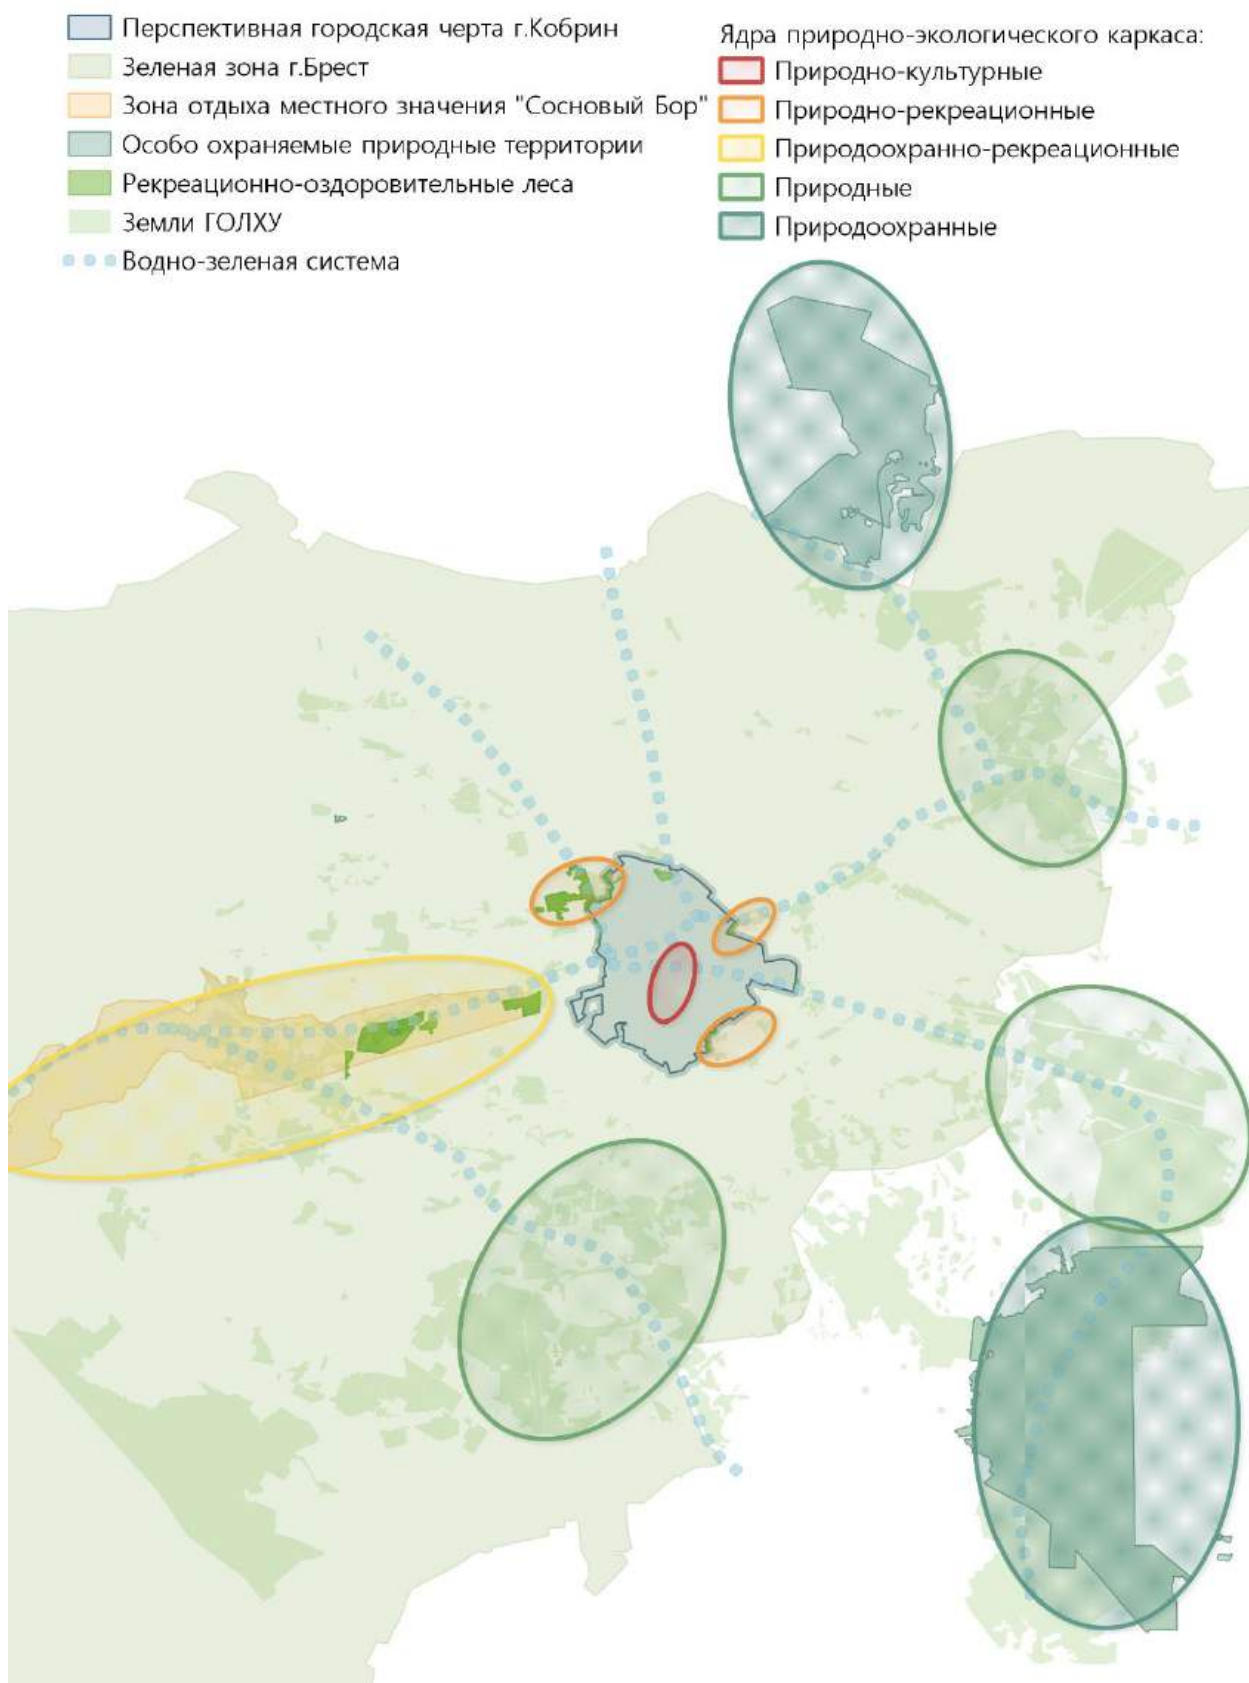 Перспективная городская черта г.Кобрин
Зеленая зона г.Брест
Зона отдыха местного значения "Сосновый Бор"
Особо охраняемые природные территории
Рекреационно-оздоровительные леса
Земли ГОЛХУ
Водно-зеленая система
Ядра природно-экологического каркаса:
Природно-культурные
Природно-рекреационные
Природоохранно-рекреационные
Природные
Природоохранные